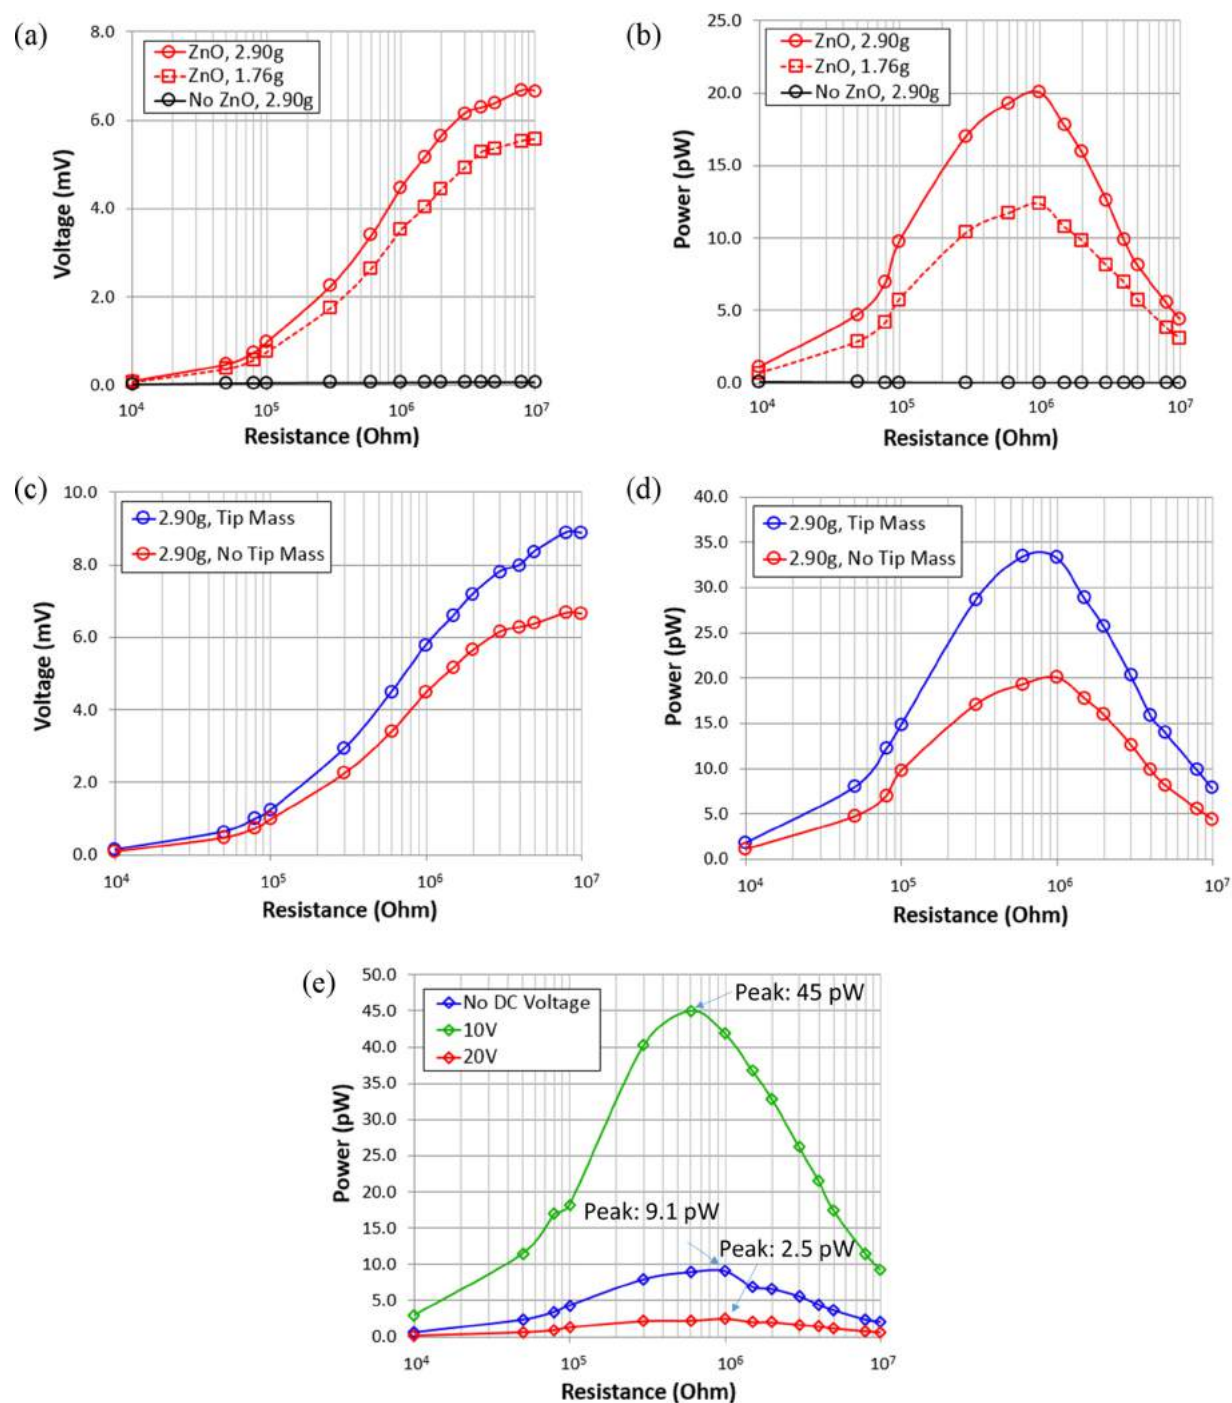 (a)
8.0
6.0
4.0
2.0
0.0
Voltage (mV)
ZnO, 2.90g
ZnO, 1.76g
No ZnO, 2.90g
10⁴ 10⁵ 10⁶ 10⁷
Resistance (Ohm)
(b)
25.0
20.0
15.0
10.0
5.0
0.0
Power (pW)
ZnO, 2.90g
ZnO, 1.76g
No ZnO, 2.90g
10⁴ 10⁵ 10⁶ 10⁷
Resistance (Ohm)
(c)
10.0
8.0
6.0
4.0
2.0
0.0
Voltage (mV)
2.90g, Tip Mass
2.90g, No Tip Mass
10⁴ 10⁵ 10⁶ 10⁷
Resistance (Ohm)
(d)
40.0
35.0
30.0
25.0
20.0
15.0
10.0
5.0
0.0
Power (pW)
2.90g, Tip Mass
2.90g, No Tip Mass
10⁴ 10⁵ 10⁶ 10⁷
Resistance (Ohm)
(e)
50.0
45.0
40.0
35.0
30.0
25.0
20.0
15.0
10.0
5.0
0.0
Power (pW)
No DC Voltage
10V
20V
Peak: 45 pW
Peak: 9.1 pW
Peak: 2.5 pW
10⁴ 10⁵ 10⁶ 10⁷
Resistance (Ohm)